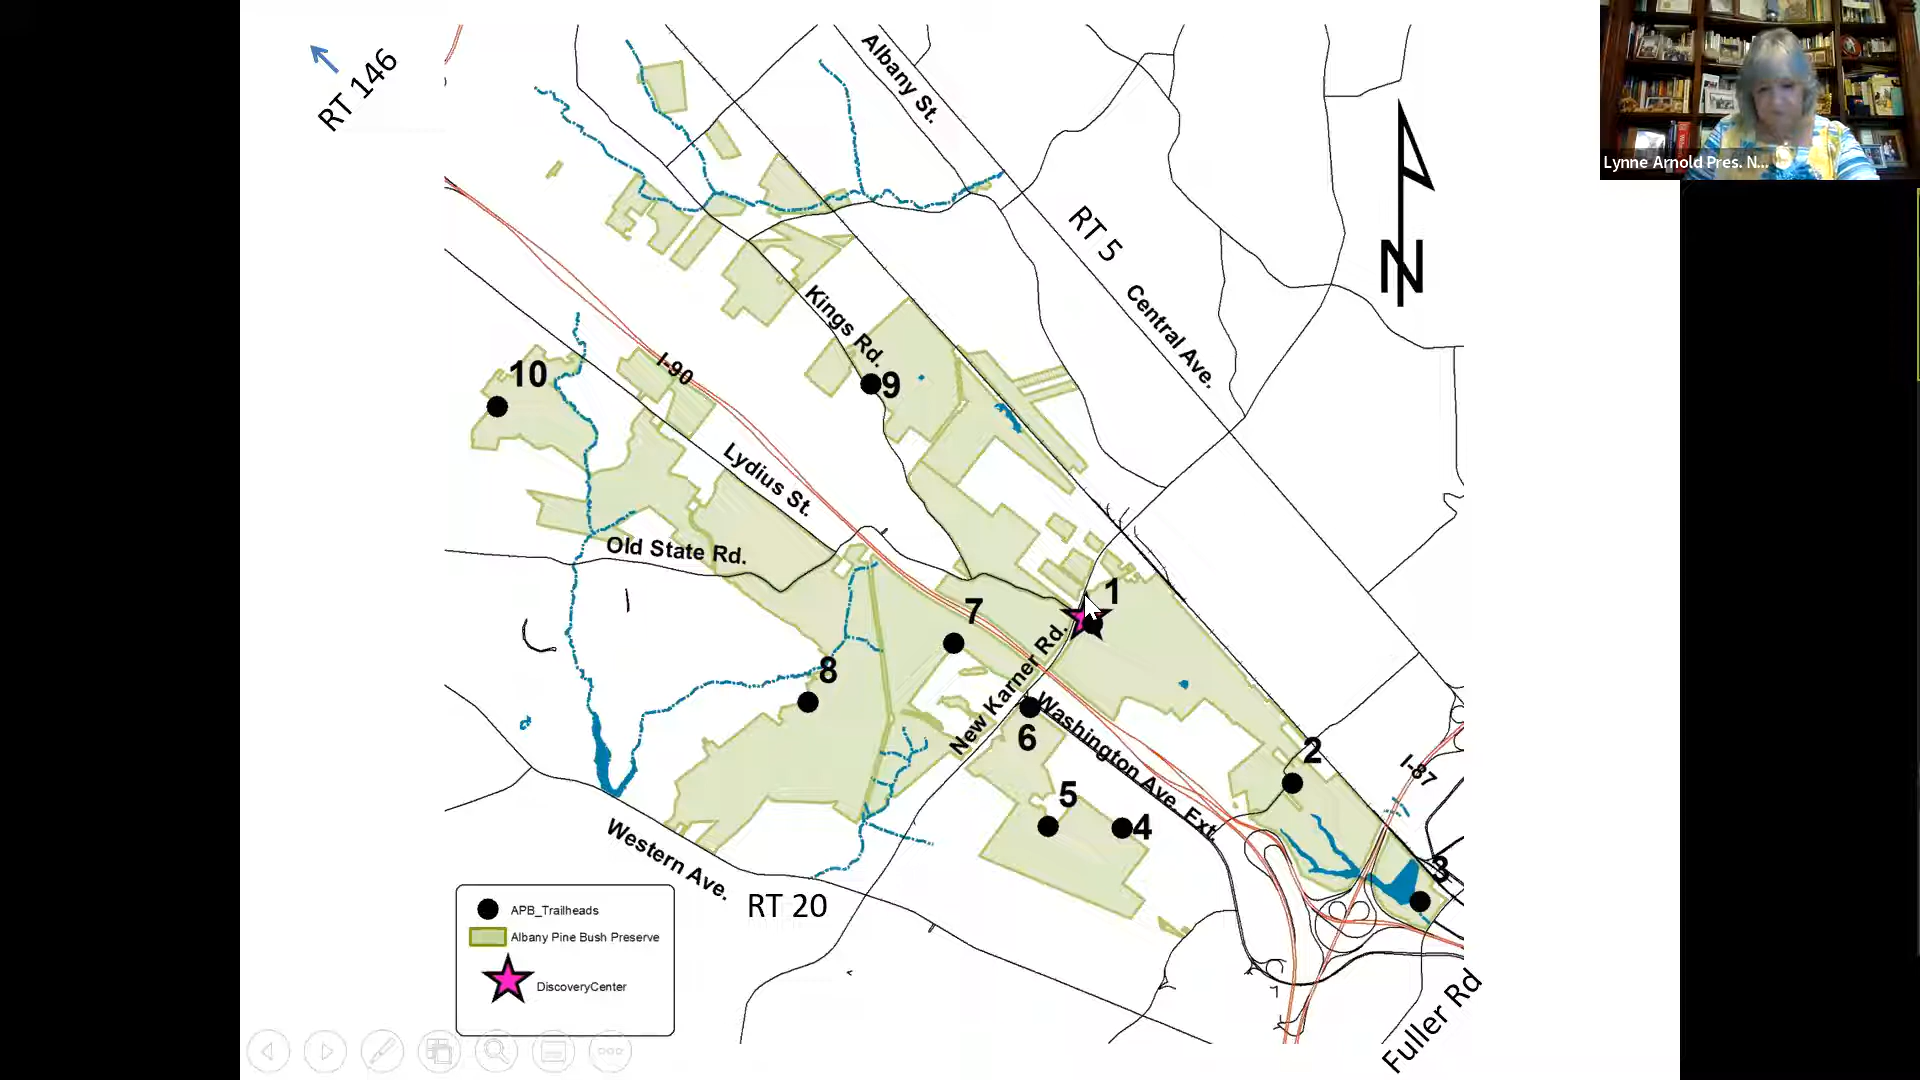 RT 146
Albany St.
Lynne Arnold Pres. N...
RT 5
N
Central Ave.
Kings Rd.
I-90
10
9
Lydius St.
Old State Rd.
1
7
New Karner Rd.
8
Washington Ave. Ext.
6
2
I-87
5
4
3
Western Ave.
RT 20
APB_Trailheads
Albany Pine Bush Preserve
DiscoveryCenter
Fuller Rd